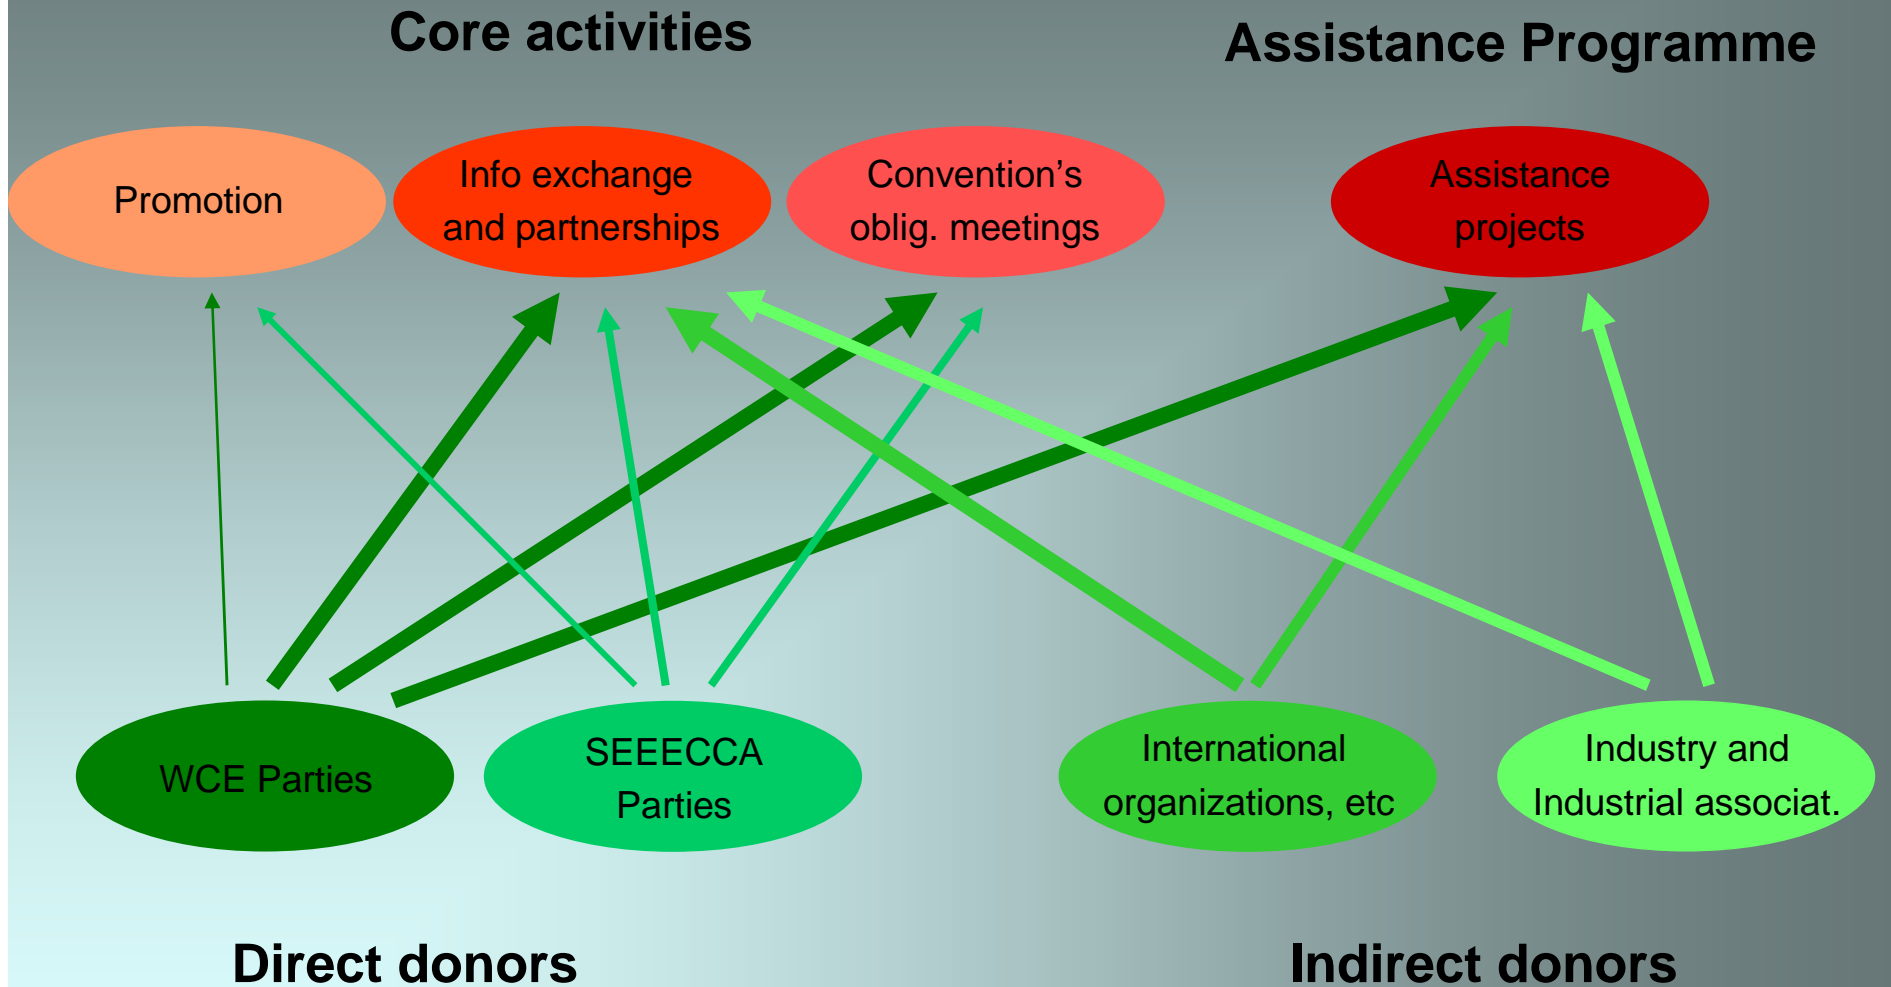 Core activities
Assistance Programme
Promotion
Info exchange
and partnerships
Convention’s
oblig. meetings
Assistance
projects
WCE Parties
SEEECCA
Parties
International
organizations, etc
Industry and
Industrial associat.
Direct donors
Indirect donors